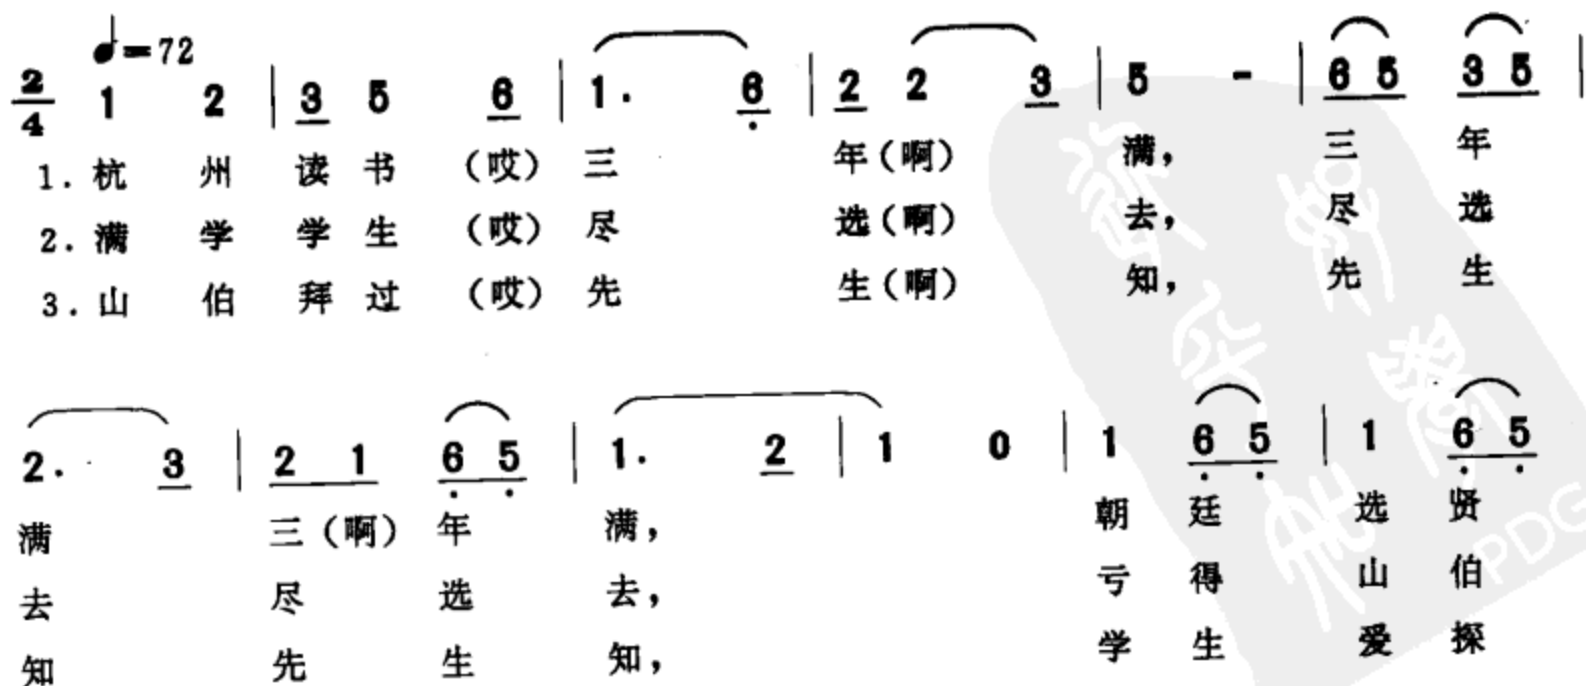 ♩=72
2/4 1 2 | 3 5 6 | 1. 6 | 2 2 3 | 5 - | 6 5 3 5 |
1. 杭 州 读 书 (哎) 三 年(啊) 满, 三 年
2. 满 学 学 生 (哎) 尽 选(啊) 去, 尽 选
3. 山 伯 拜 过 (哎) 先 生(啊) 知, 先 生
2. 3 | 2 1 6 5 | 1. 2 | 1 0 | 1 6 5 | 1 6 5
满 三(啊) 年 满, 朝 廷 选 贤
去 尽 选 去, 亏 得 山 伯
知 先 生 知, 学 生 爱 探
PDG